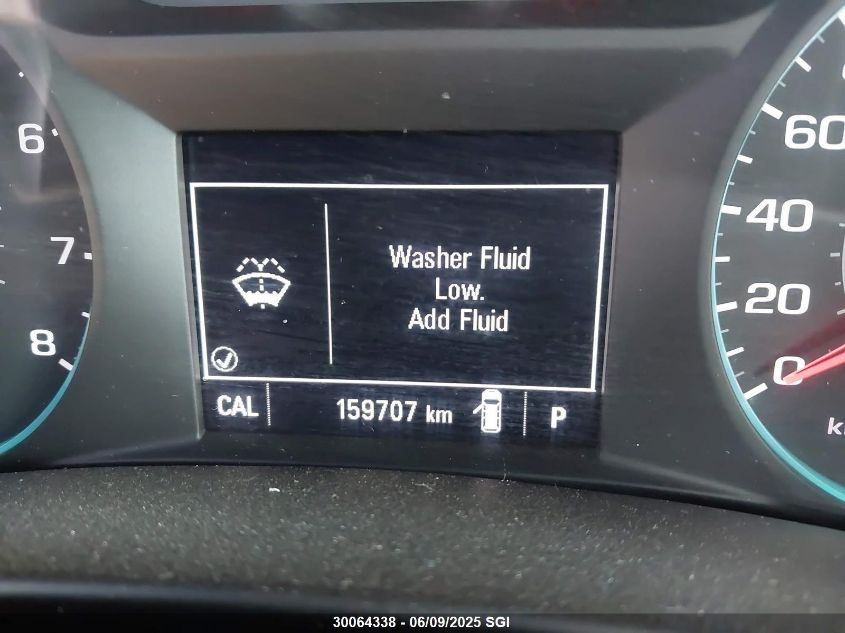 6
7
8
Washer Fluid
Low.
Add Fluid
CAL 159707 km P
60
40
20
0
30064338 - 06/09/2025 SGI